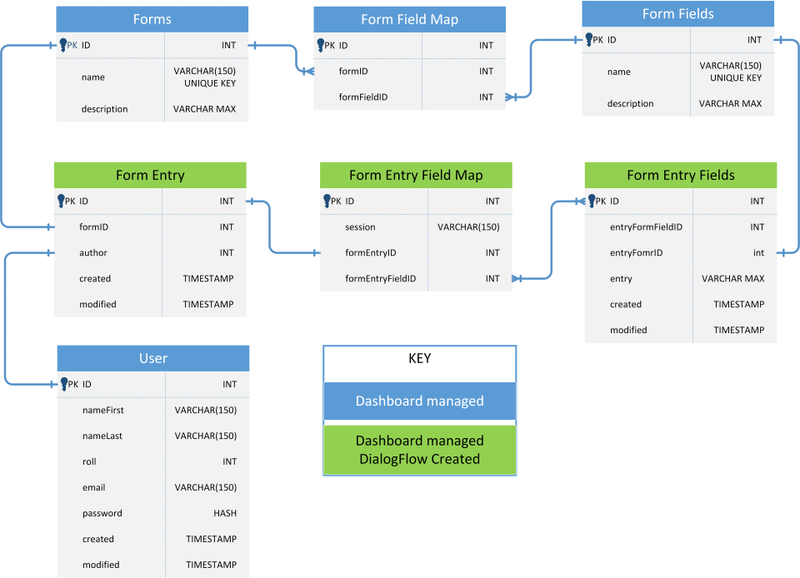 Forms
PK ID INT
name VARCHAR(150)
UNIQUE KEY
description VARCHAR MAX
Form Field Map
PK ID INT
formID INT
formFieldID INT
Form Fields
PK ID INT
name VARCHAR(150)
UNIQUE KEY
description VARCHAR MAX
Form Entry
PK ID INT
formID INT
author INT
created TIMESTAMP
modified TIMESTAMP
Form Entry Field Map
PK ID INT
session VARCHAR(150)
formEntryID INT
formEntryFieldID INT
Form Entry Fields
PK ID INT
entryFormFieldID INT
entryFomrID int
entry VARCHAR MAX
created TIMESTAMP
modified TIMESTAMP
User
PK ID INT
nameFirst VARCHAR(150)
nameLast VARCHAR(150)
roll INT
email VARCHAR(150)
password HASH
created TIMESTAMP
modified TIMESTAMP
KEY
Dashboard managed
Dashboard managed
DialogFlow Created